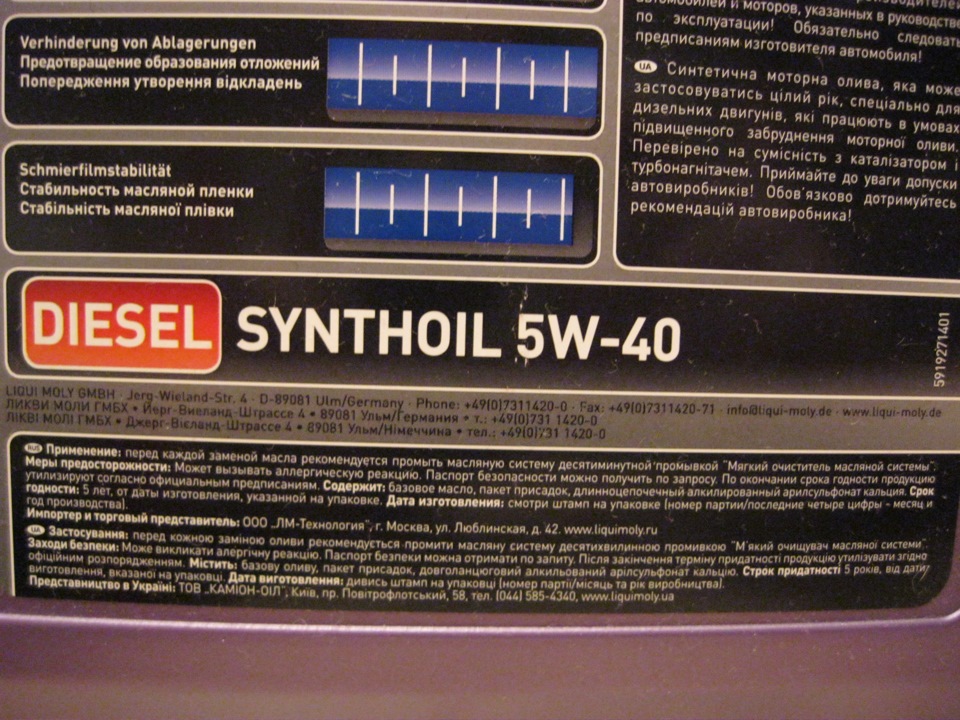 Verhinderung von Ablagerungen
Предотвращение образования отложений
Попередження утворення відкладень
Schmierfilmstabilität
Стабильность масляной пленки
Стабільність масляної плівки
автомобилей и моторов, указанных в руководстве
по эксплуатации! Обязательно следовать
предписаниям изготовителя автомобиля!
UA Синтетична моторна олива, яка може
застосовуватись цілий рік, спеціально для
дизельних двигунів, які працюють в умовах
підвищенного забруднення моторної оливи.
Перевірено на сумісність з каталізатором і
турбонагнітачем. Приймайте до уваги допуски
автовиробників! Обов'язково дотримуйтесь
рекомендацій автовиробника!
DIESEL SYNTHOIL 5W-40
5919271401
LIQUI MOLY GMBH · Jerg-Wieland-Str. 4 · D-89081 Ulm/Germany · Phone: +49(0)7311420-0 · Fax: +49(0)7311420-71 · info@liqui-moly.de · www.liqui-moly.de
ЛИКВИ МОЛИ ГМБХ • Йерг-Виеланд-Штрассе 4 • 89081 Ульм/Германия • т.: +49(0)731 1420-0
ЛІКВІ МОЛІ ГМБХ • Джерг-Вієланд-Штрассе 4 • 89081 Ульм/Німеччина • тел.: +49(0)731 1420-0
RUS Применение: перед каждой заменой масла рекомендуется промыть масляную систему десятиминутной промывкой "Мягкий очиститель масляной системы".
Меры предосторожности: Может вызывать аллергическую реакцию. Паспорт безопасности можно получить по запросу. По окончании срока годности продукцию
утилизируют согласно официальным предписаниям. Содержит: базовое масло, пакет присадок, длинноцепочечный алкилированный арилсульфонат кальция. Срок
годности: 5 лет, от даты изготовления, указанной на упаковке. Дата изготовления: смотри штамп на упаковке (номер партии/последние четыре цифры - месяц и
год производства).
Импортер и торговый представитель: ООО „ЛМ-Технология", г. Москва, ул. Люблинская, д. 42. www.liquimoly.ru
UA Застосування: перед кожною заміною оливи рекомендується промити масляну систему десятихвилинною промивкою "М'який очищувач масляної системи".
Заходи безпеки: Може викликати алергічну реакцію. Паспорт безпеки можна отримати по запиту. Після закінчення терміну придатності продукцію утилізувати згідно
офіційним розпорядженням. Містить: базову оливу, пакет присадок, довголанцюговий алкильований арілсульфонат кальцію. Строк придатності 5 років, від дати
виготовлення, вказаної на упаковці. Дата виготовлення: дивись штамп на упаковці (номер партії/місяць та рік виробництва).
Представництво в Україні: ТОВ „КАМІОН-ОІЛ", Київ, пр. Повітрофлотський, 58, тел. (044) 585-4340, www.liquimoly.ua